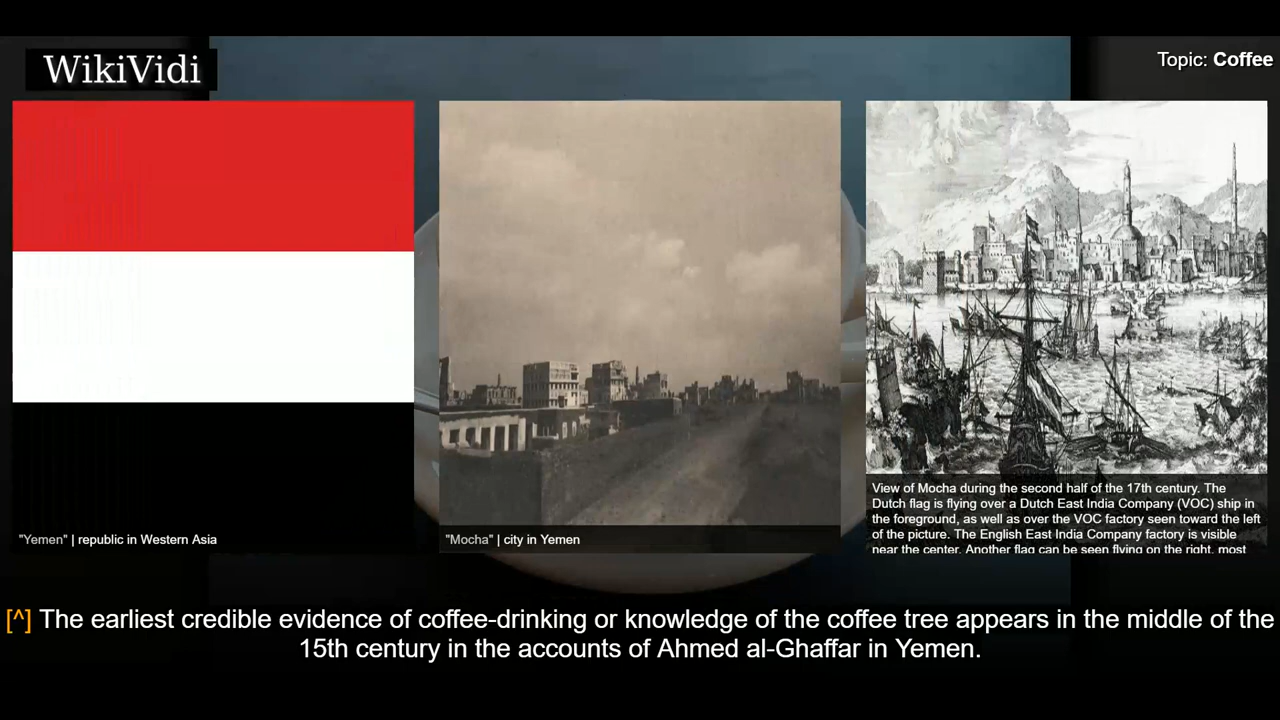 WikiVidi
Topic: Coffee
"Yemen" | republic in Western Asia
"Mocha" | city in Yemen
View of Mocha during the second half of the 17th century. The
Dutch flag is flying over a Dutch East India Company (VOC) ship in
the foreground, as well as over the VOC factory seen toward the left
of the picture. The English East India Company factory is visible
near the center. Another flag can be seen flying on the right, most
[^] The earliest credible evidence of coffee-drinking or knowledge of the coffee tree appears in the middle of the
15th century in the accounts of Ahmed al-Ghaffar in Yemen.